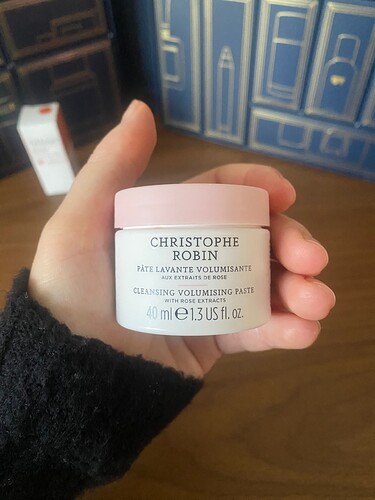 CHRISTOPHE
ROBIN
PÂTE LAVANTE VOLUMISANTE
AUX EXTRAITS DE ROSE
CLEANSING VOLUMISING PASTE
WITH ROSE EXTRACTS
40 ml ℮ 1.3 US fl. oz.